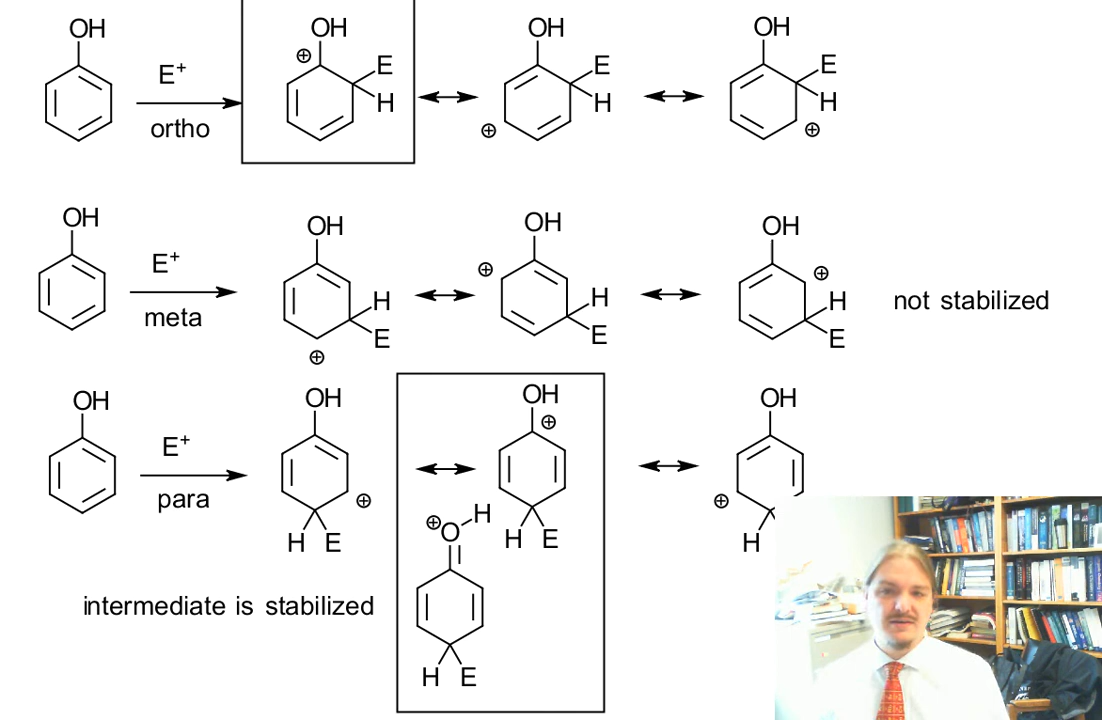 OH OH OH OH
E⁺ ⊕ E E E
ortho H H H
⊕ ⊕
OH OH OH OH
E⁺ ⊕ ⊕
meta H H H not stabilized
E E E
⊕
OH OH OH OH
E⁺ ⊕
para ⊕ ⊕
H E H E H
⊕ O H
intermediate is stabilized
H E